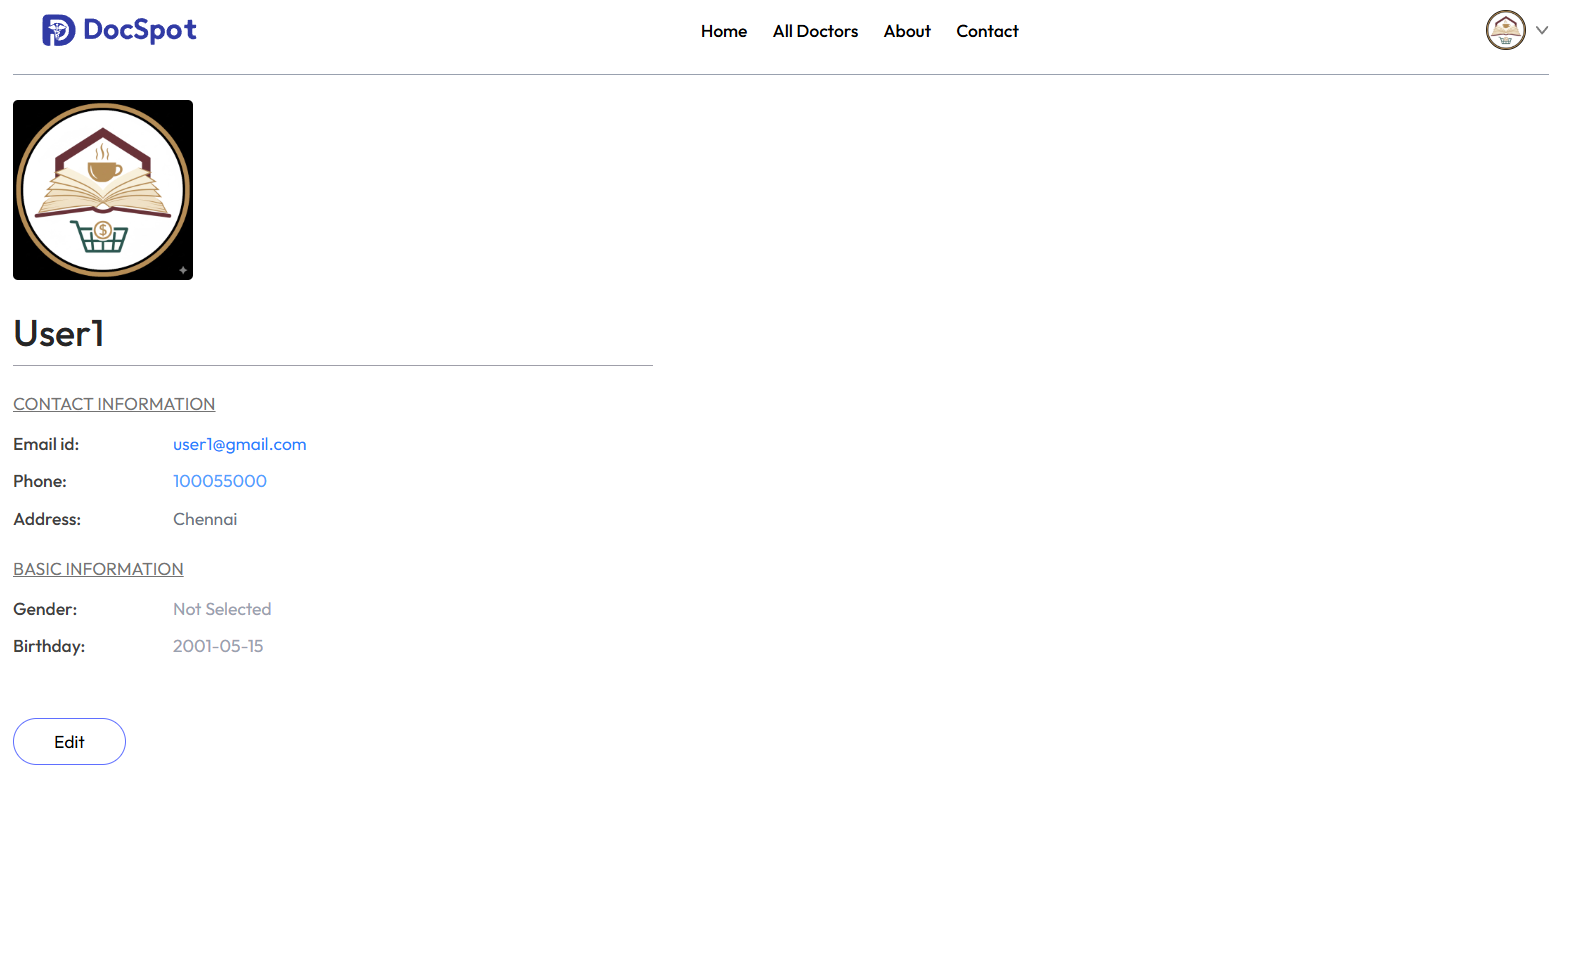 DocSpot
Home All Doctors About Contact
$
User1
CONTACT INFORMATION
Email id: user1@gmail.com
Phone: 100055000
Address: Chennai
BASIC INFORMATION
Gender: Not Selected
Birthday: 2001-05-15
Edit